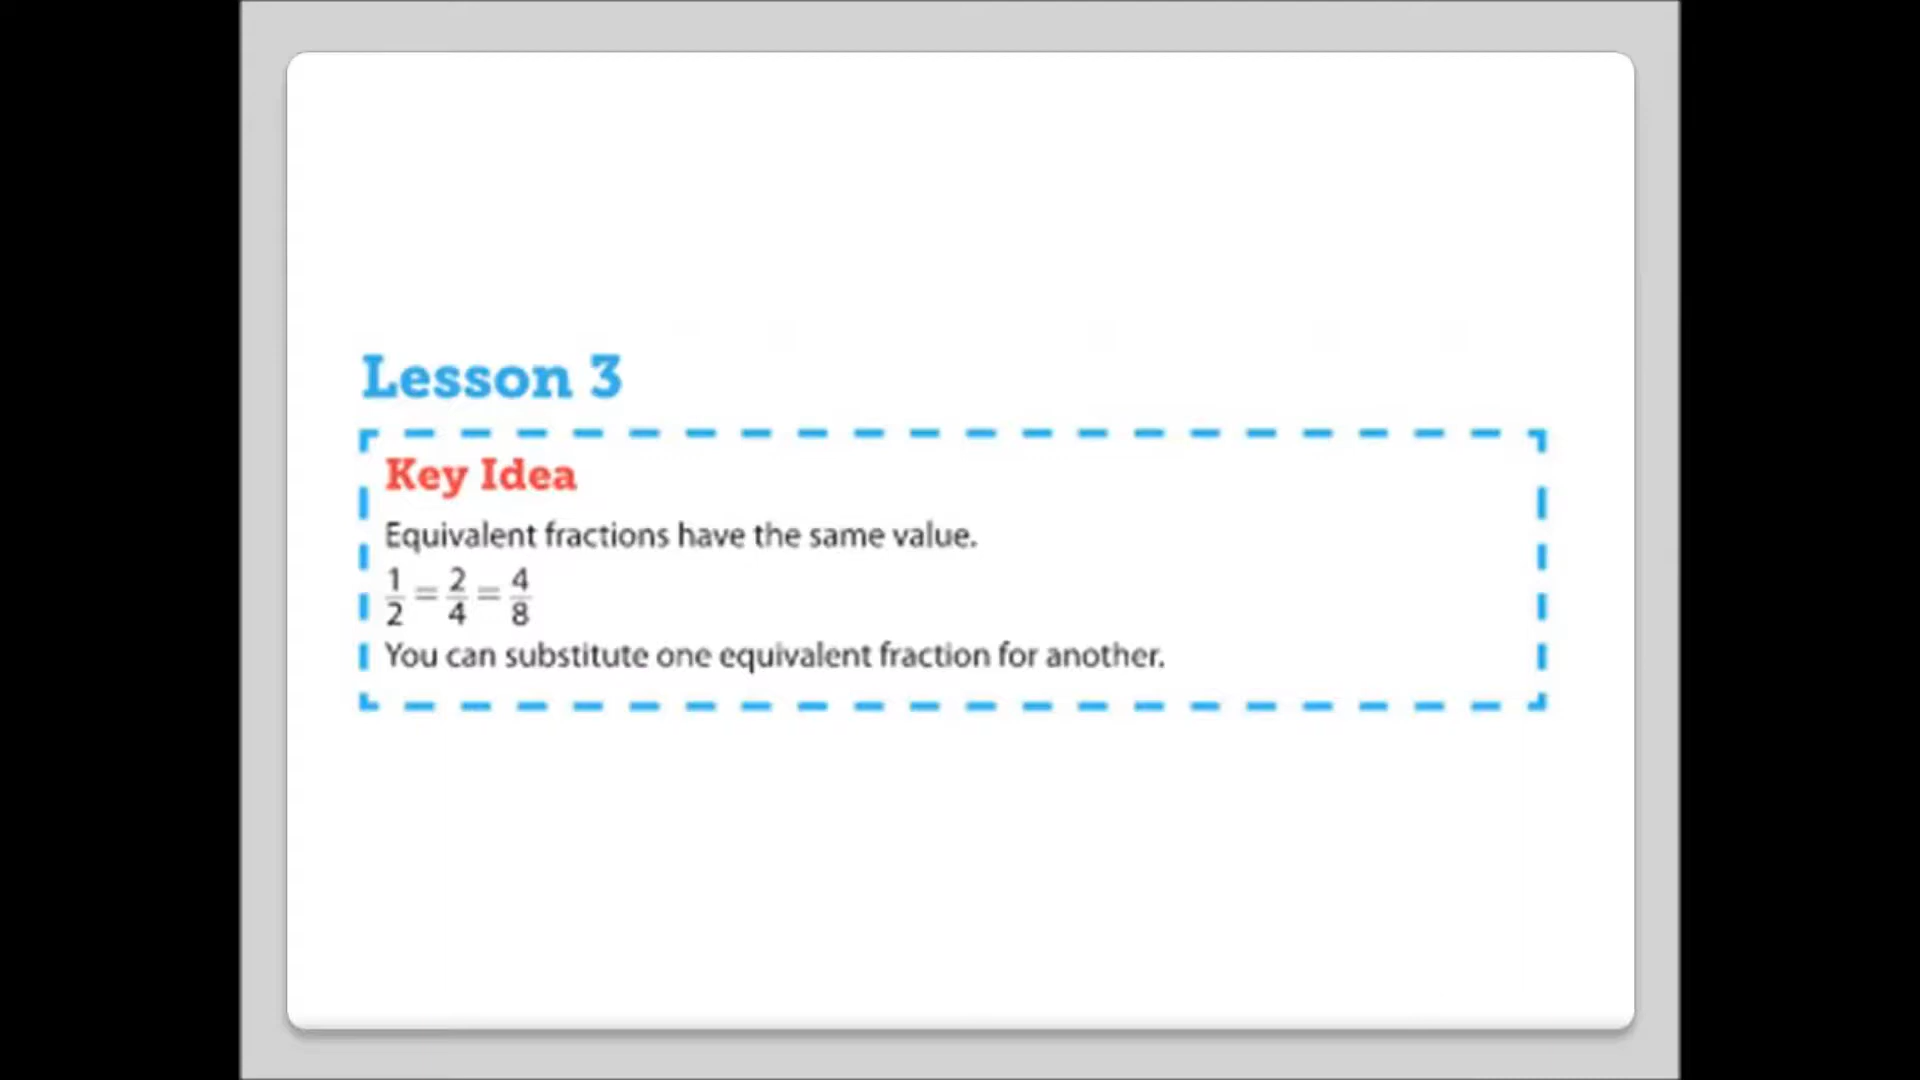 Lesson 3
Key Idea
Equivalent fractions have the same value.
1/2 = 2/4 = 4/8
You can substitute one equivalent fraction for another.